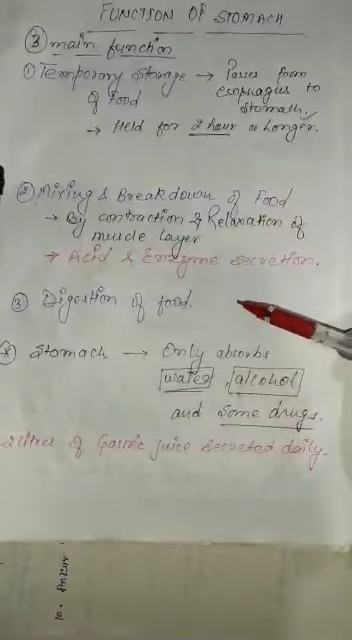 FUNCTION OF STOMACH
③ main function
① Temporary storage → Passes from
of Food esophagus to
stomach.
→ Held for 2 hour or longer.
② Mixing & Breakdown of Food
→ By contraction & Relaxation of
muscle layer
→ Acid & Enzyme secretion.
③ Digestion of food.
Stomach → Only absorbs
water, alcohol
and some drugs.
2 litres of Gastric juice secreted daily.
10.